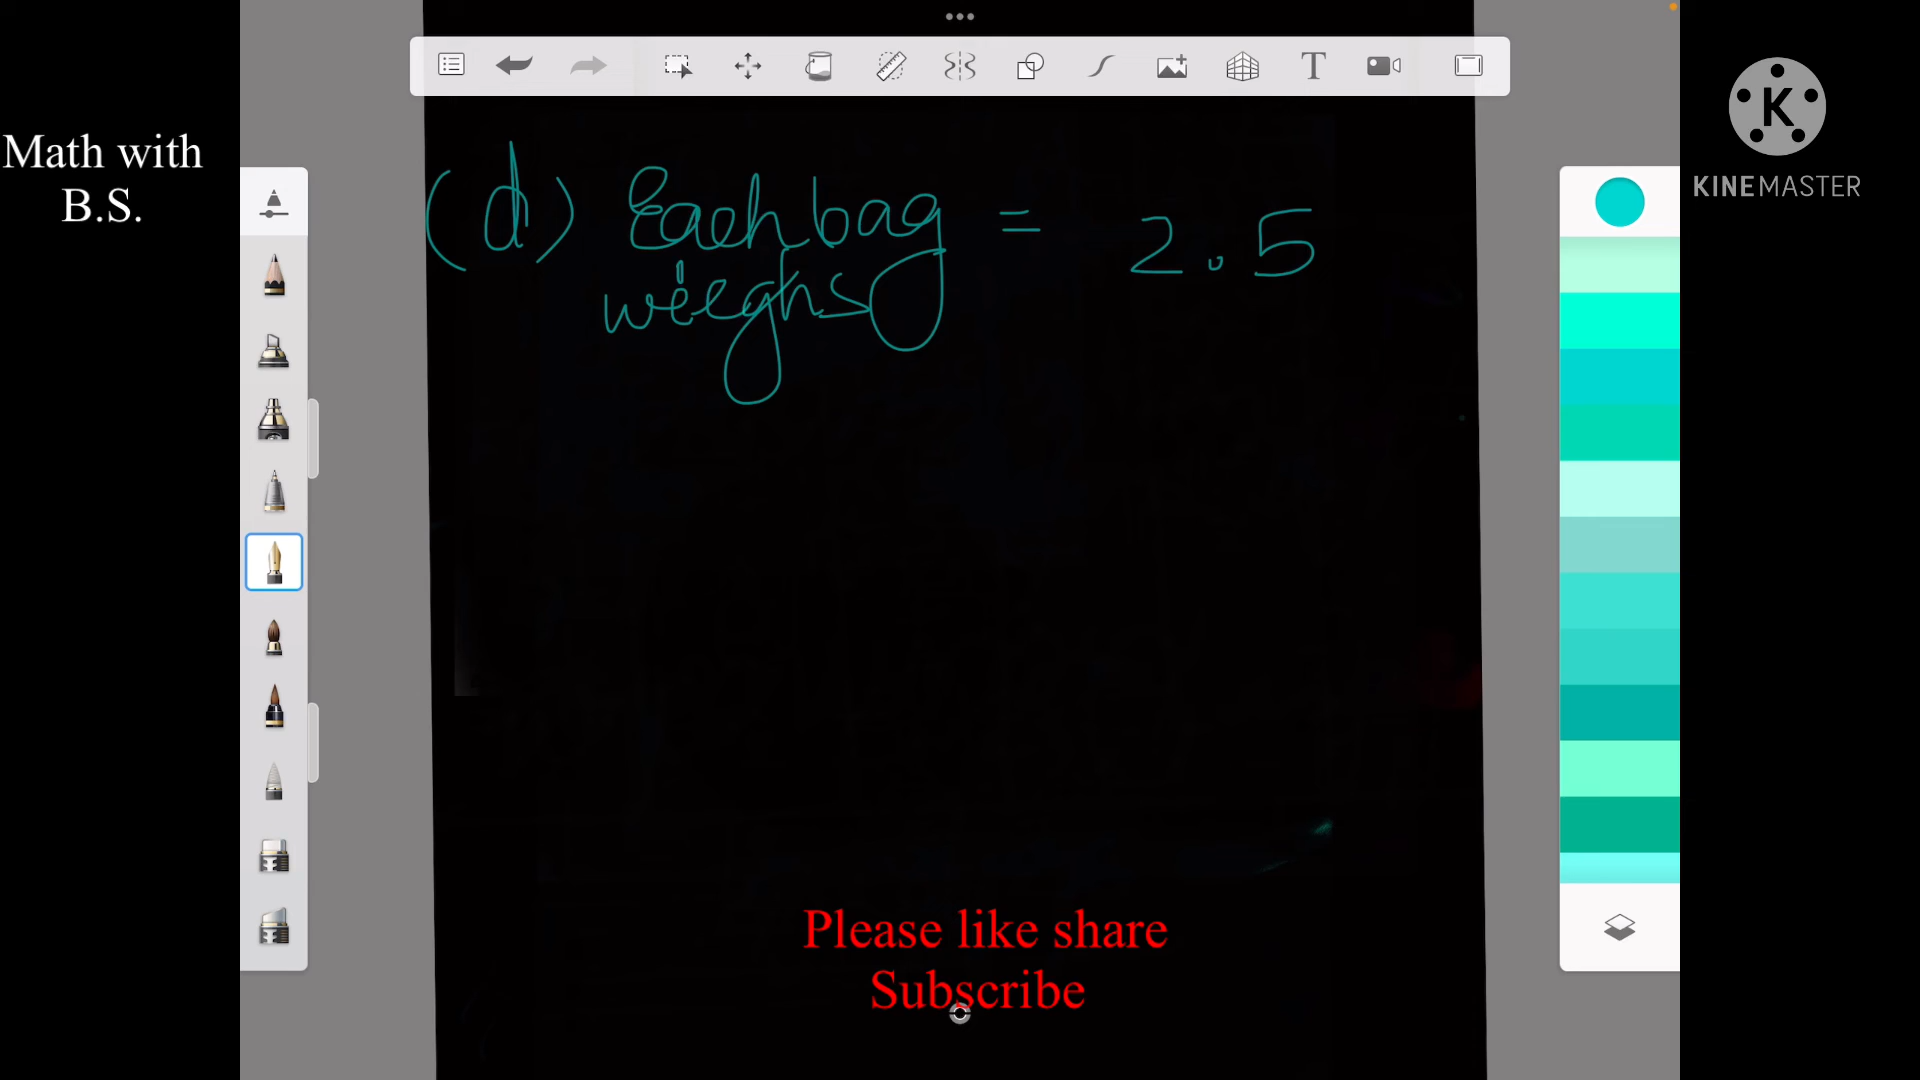 Math with
B.S.
T
K
KINEMASTER
(d) Each bag = 2.5
weighs
Please like share
Subscribe